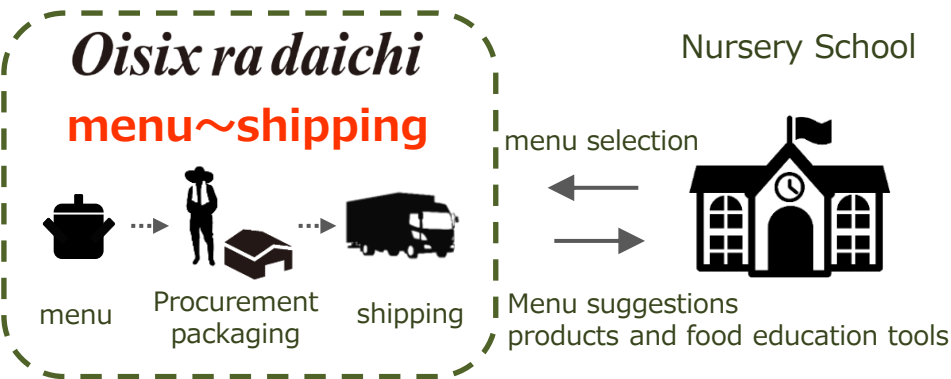 Oisix ra daichi
menu～shipping
menu
Procurement
packaging
shipping
Nursery School
menu selection
Menu suggestions
products and food education tools